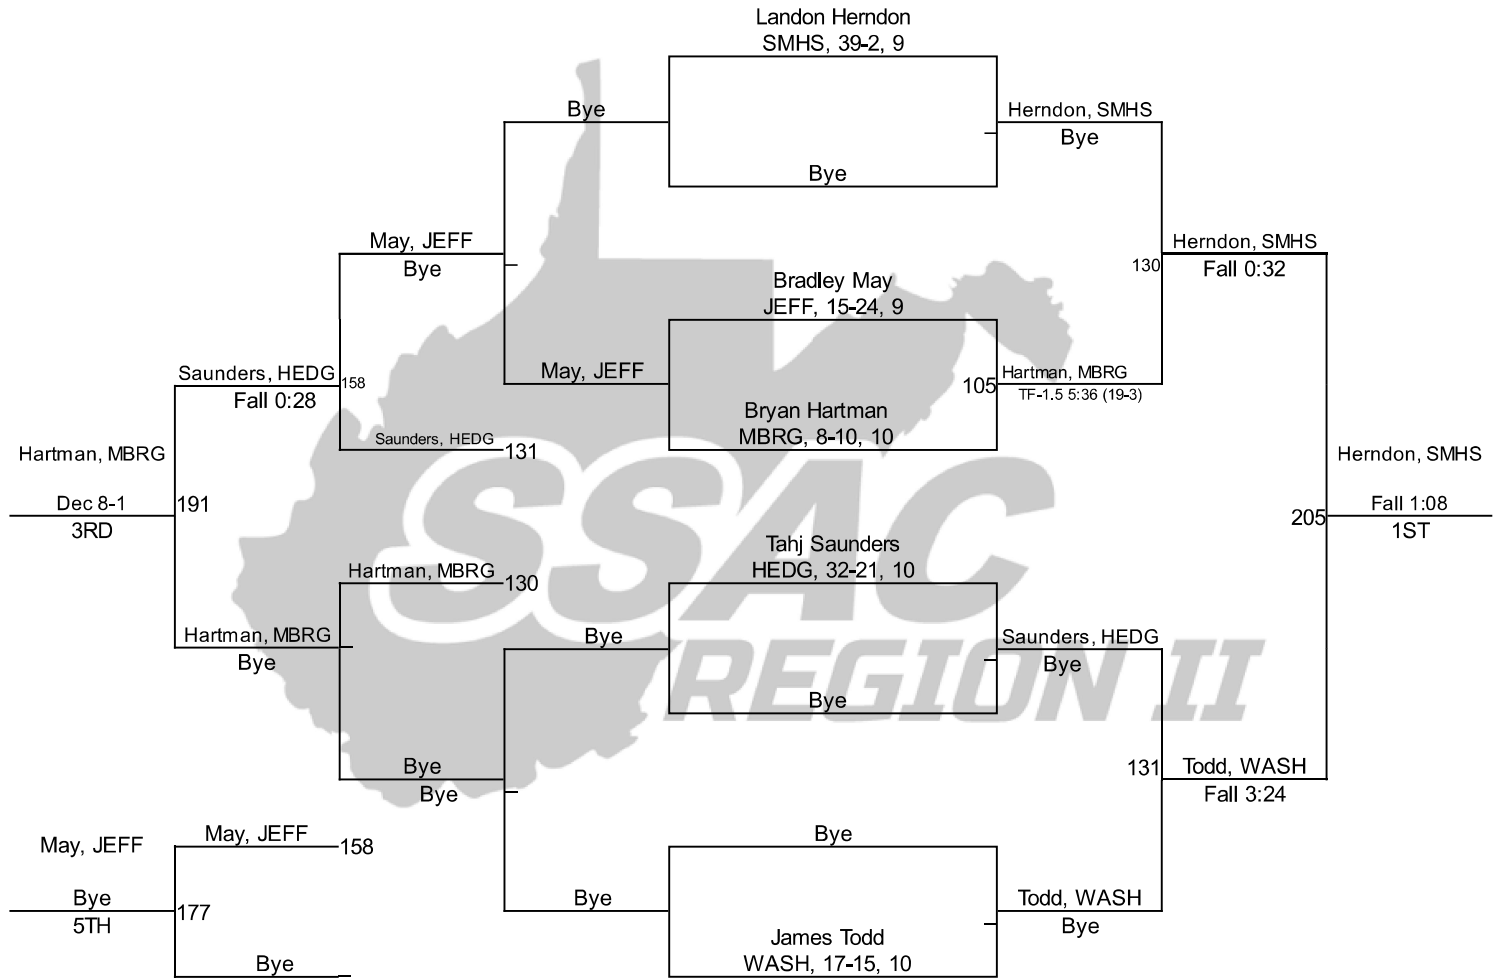 Landon Herndon
SMHS, 39-2, 9
Bye
Herndon, SMHS
Bye
Bye
May, JEFF
Bye
Herndon, SMHS
130
Fall 0:32
Bradley May
JEFF, 15-24, 9
Saunders, HEDG
158
Fall 0:28
May, JEFF
105
Hartman, MBRG
TF-1.5 5:36 (19-3)
Bryan Hartman
MBRG, 8-10, 10
Saunders, HEDG
131
Hartman, MBRG
Herndon, SMHS
Dec 8-1
191
3RD
205
Fall 1:08
1ST
SSAC
REGION II
Tahj Saunders
HEDG, 32-21, 10
Hartman, MBRG
130
Hartman, MBRG
Bye
Bye
Saunders, HEDG
Bye
Bye
Bye
Bye
131
Todd, WASH
Fall 3:24
May, JEFF
May, JEFF
158
Bye
Bye
177
5TH
Bye
Todd, WASH
Bye
James Todd
WASH, 17-15, 10
Bye